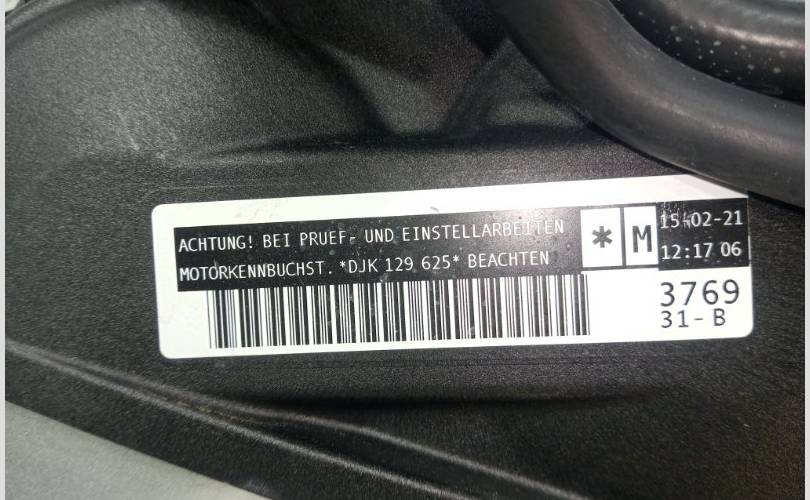 ACHTUNG! BEI PRUEF- UND EINSTELLARBEITEN
MOTORKENNBUCHST. *DJK 129 625* BEACHTEN
* M
15-02-21
12:17 06
3769
31-B